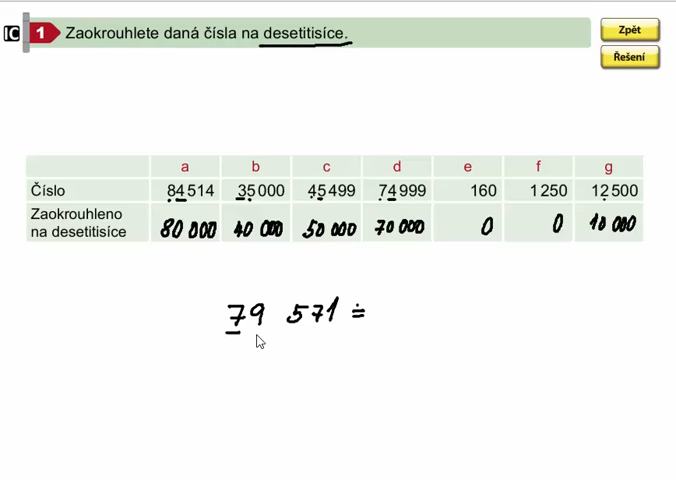 IC 1 Zaokrouhlete daná čísla na desetitisíce.
Zpět
Řešení
a b c d e f g
Číslo 84 514 35 000 45 499 74 999 160 1 250 12 500
Zaokrouhleno
na desetitisíce 80 000 40 000 50 000 70 000 0 0 10 000
79 571 ≐